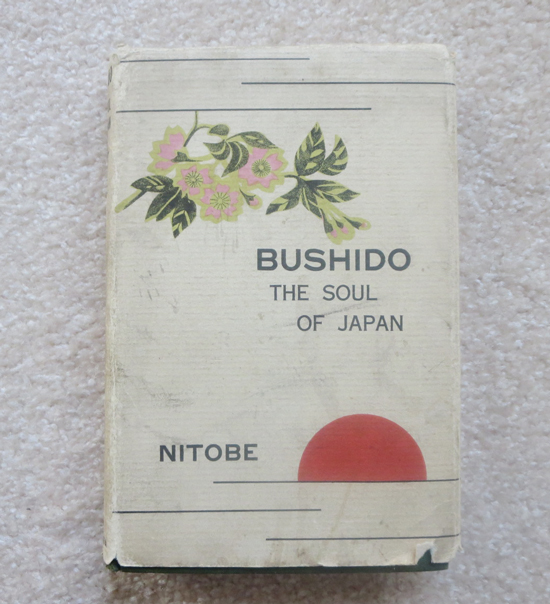 BUSHIDO
THE SOUL
OF JAPAN
NITOBE